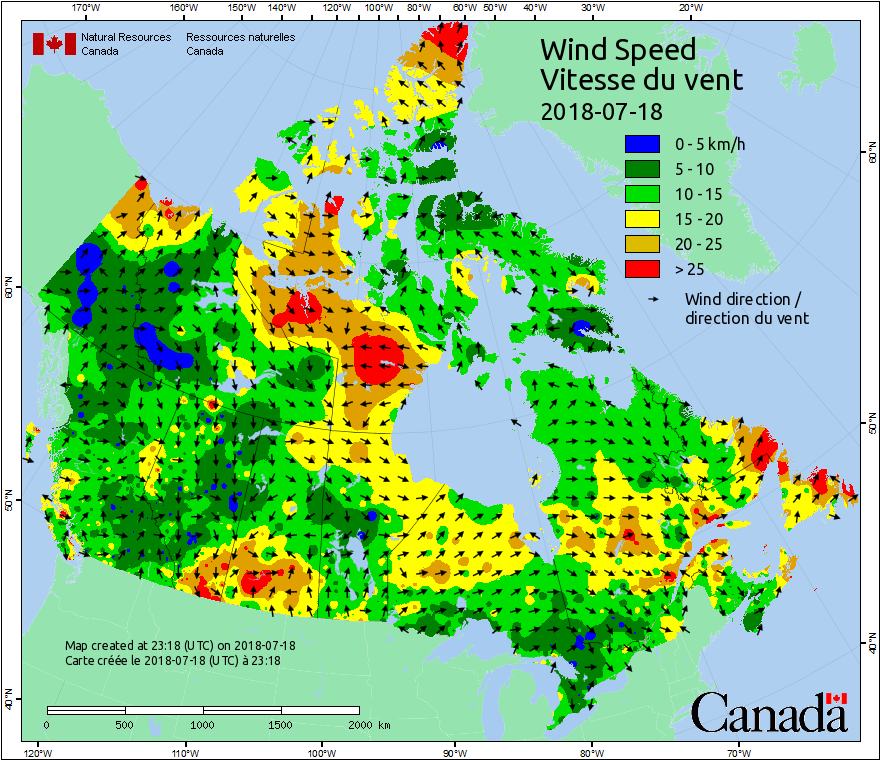 170°W 160°W 150°W 140°W 130°W 120°W 110°W 100°W 90°W 80°W 70°W 60°W 50°W 40°W 30°W 20°W
Natural Resources Ressources naturelles
Canada Canada
Wind Speed
Vitesse du vent
2018-07-18
0 - 5 km/h
5 - 10
10 - 15
15 - 20
20 - 25
> 25
Wind direction /
direction du vent
60°N
60°N
50°N
50°N
40°N
40°N
Map created at 23:18 (UTC) on 2018-07-18
Carte créée le 2018-07-18 (UTC) à 23:18
0 500 1000 1500 2000 km
Canada
120°W 110°W 100°W 90°W 80°W 70°W